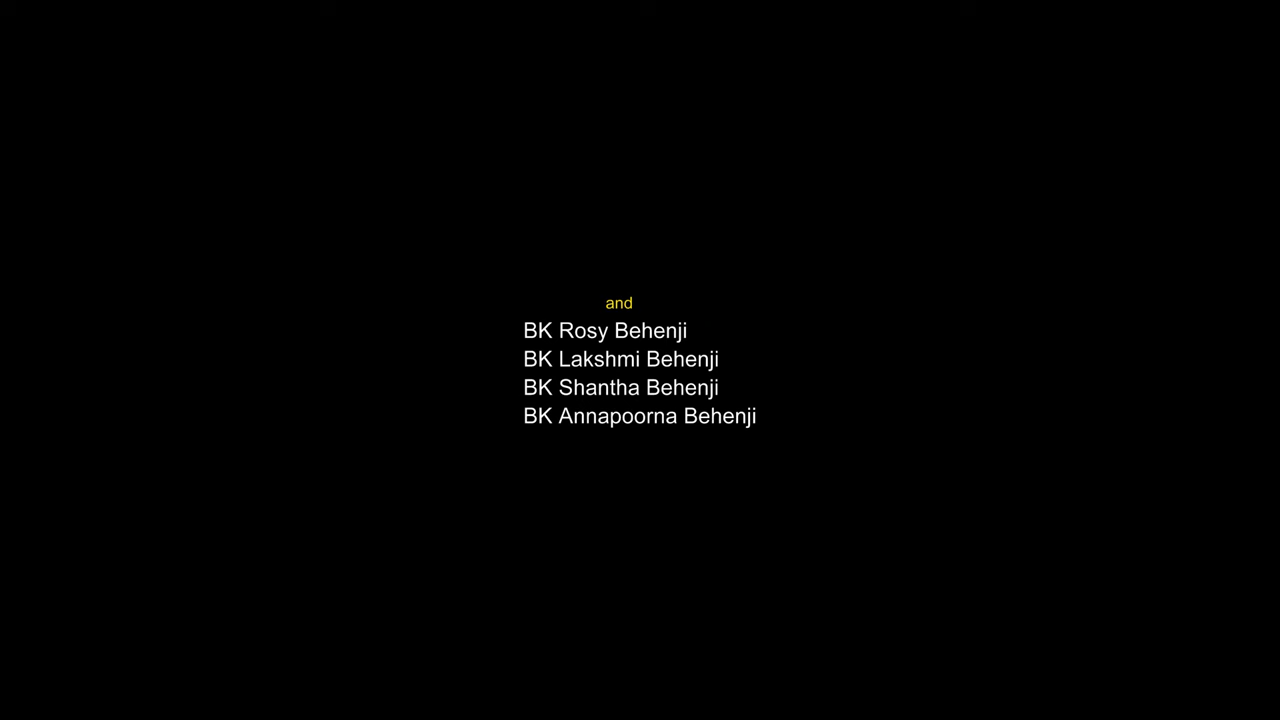 and
BK Rosy Behenji
BK Lakshmi Behenji
BK Shantha Behenji
BK Annapoorna Behenji